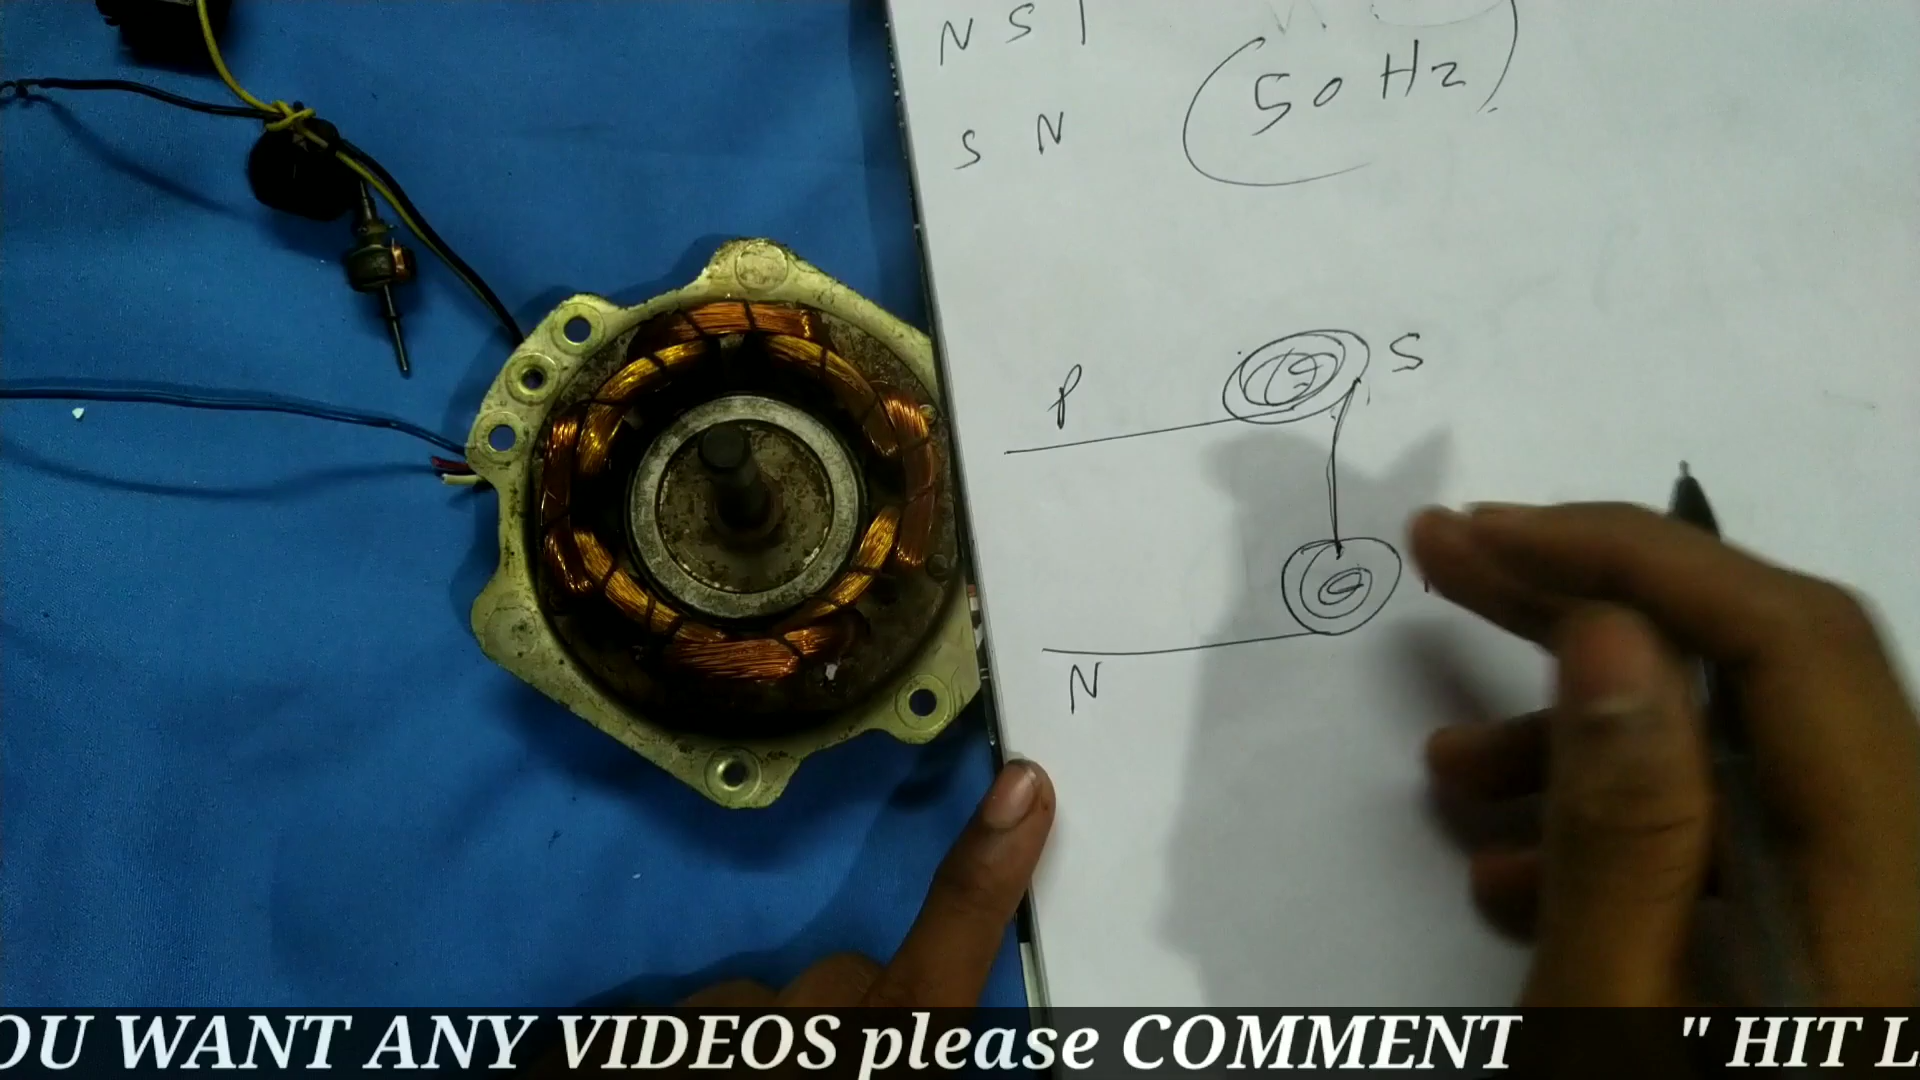 N S
S N
(50 Hz)
P
S
N
OU WANT ANY VIDEOS please COMMENT " HIT L